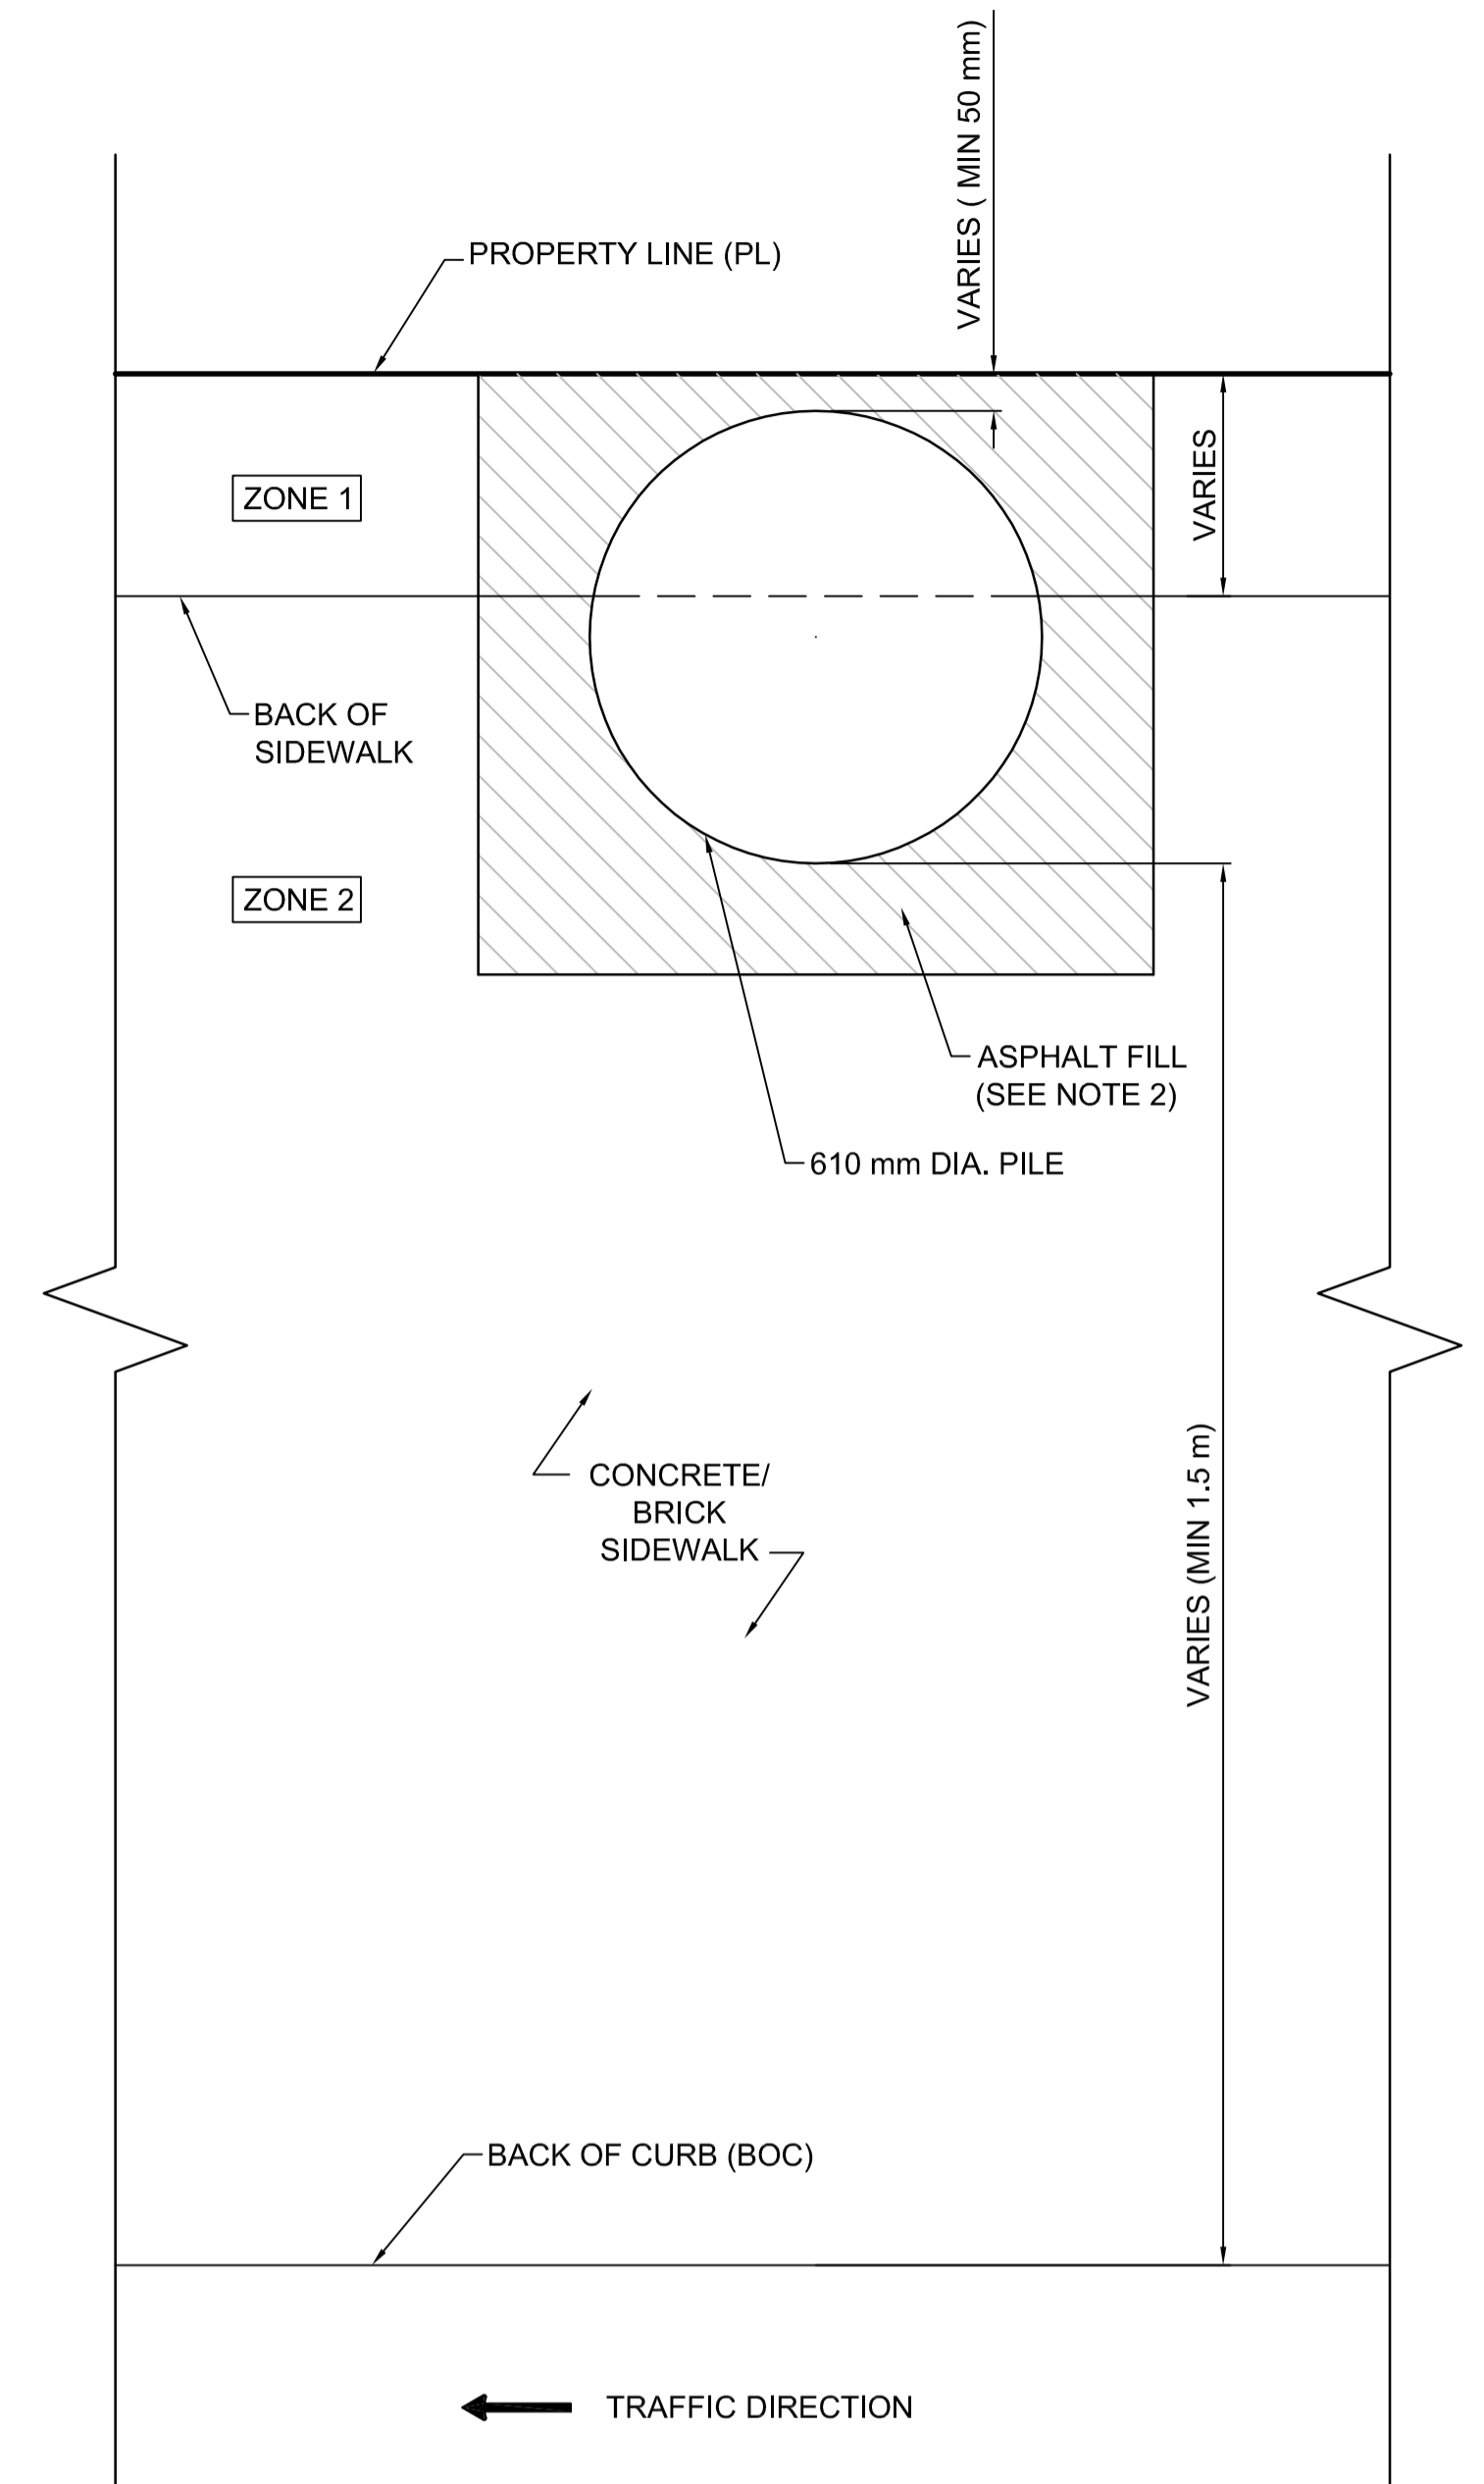 VARIES ( MIN 50 mm)
PROPERTY LINE (PL)
VARIES
ZONE 1
BACK OF
SIDEWALK
ZONE 2
ASPHALT FILL
(SEE NOTE 2)
610 mm DIA. PILE
CONCRETE/
BRICK
SIDEWALK
VARIES (MIN 1.5 m)
BACK OF CURB (BOC)
TRAFFIC DIRECTION